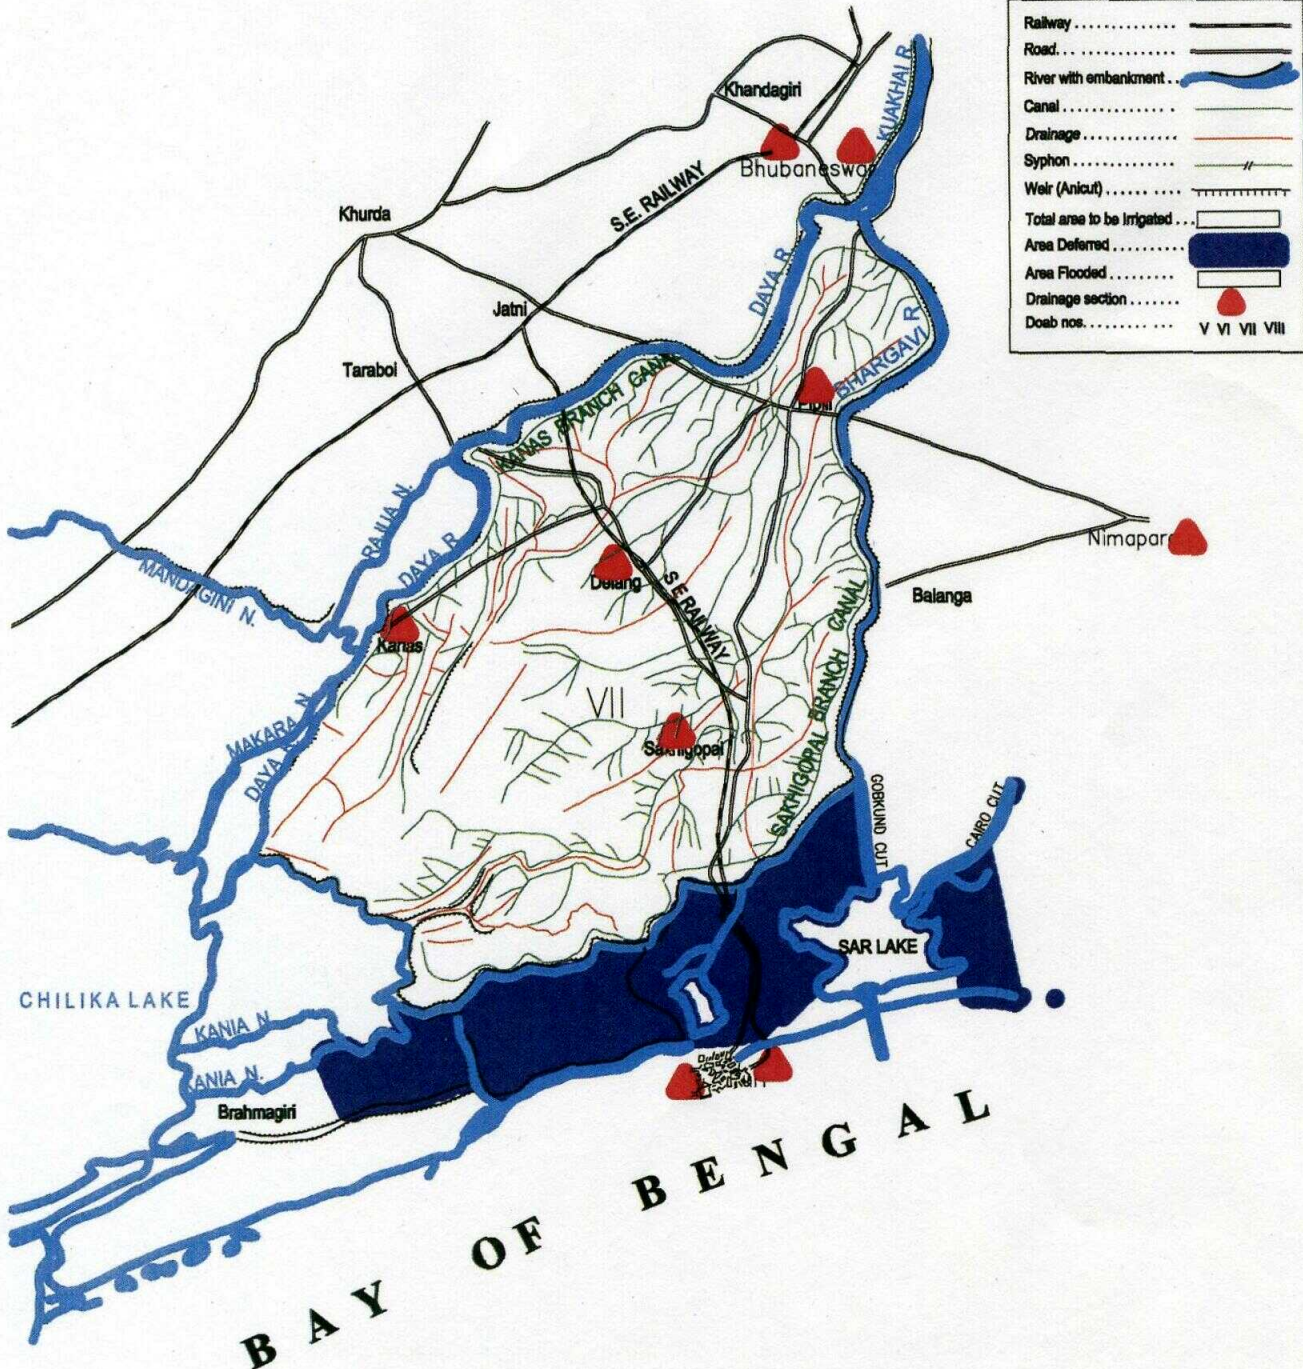 Railway .............
Road... .............
River with embankment ..
Canal ............... .
Drainage .............
Syphon ..............
Weir (Anicut) ...... ....
Total area to be Irrigated ...
Area Deferred ..........
Area Flooded .........
Drainage section .......
Doab nos......... ...
V VI VII VIII
KUAKHAI R
Khandagiri
Bhubaneswar
S.E. RAILWAY
Khurda
DAYA R.
Jatni
BHARGAVI R
Taraboi
KANAS BRANCH CANAL
Pipili
RAJUA N.
DAYA R
MANDAGINI N.
Nimapara
Delang
S.E RAILWAY
Balanga
Kanas
SAKHIGOPAL BRANCH CANAL
VII
MAKARA N
DAYA R
Sakhigopal
GOBKUND CUT
CAIRO CUT
SAR LAKE
CHILIKA LAKE
KANIA N
KANIA N.
Brahmagiri
BAY OF BENGAL